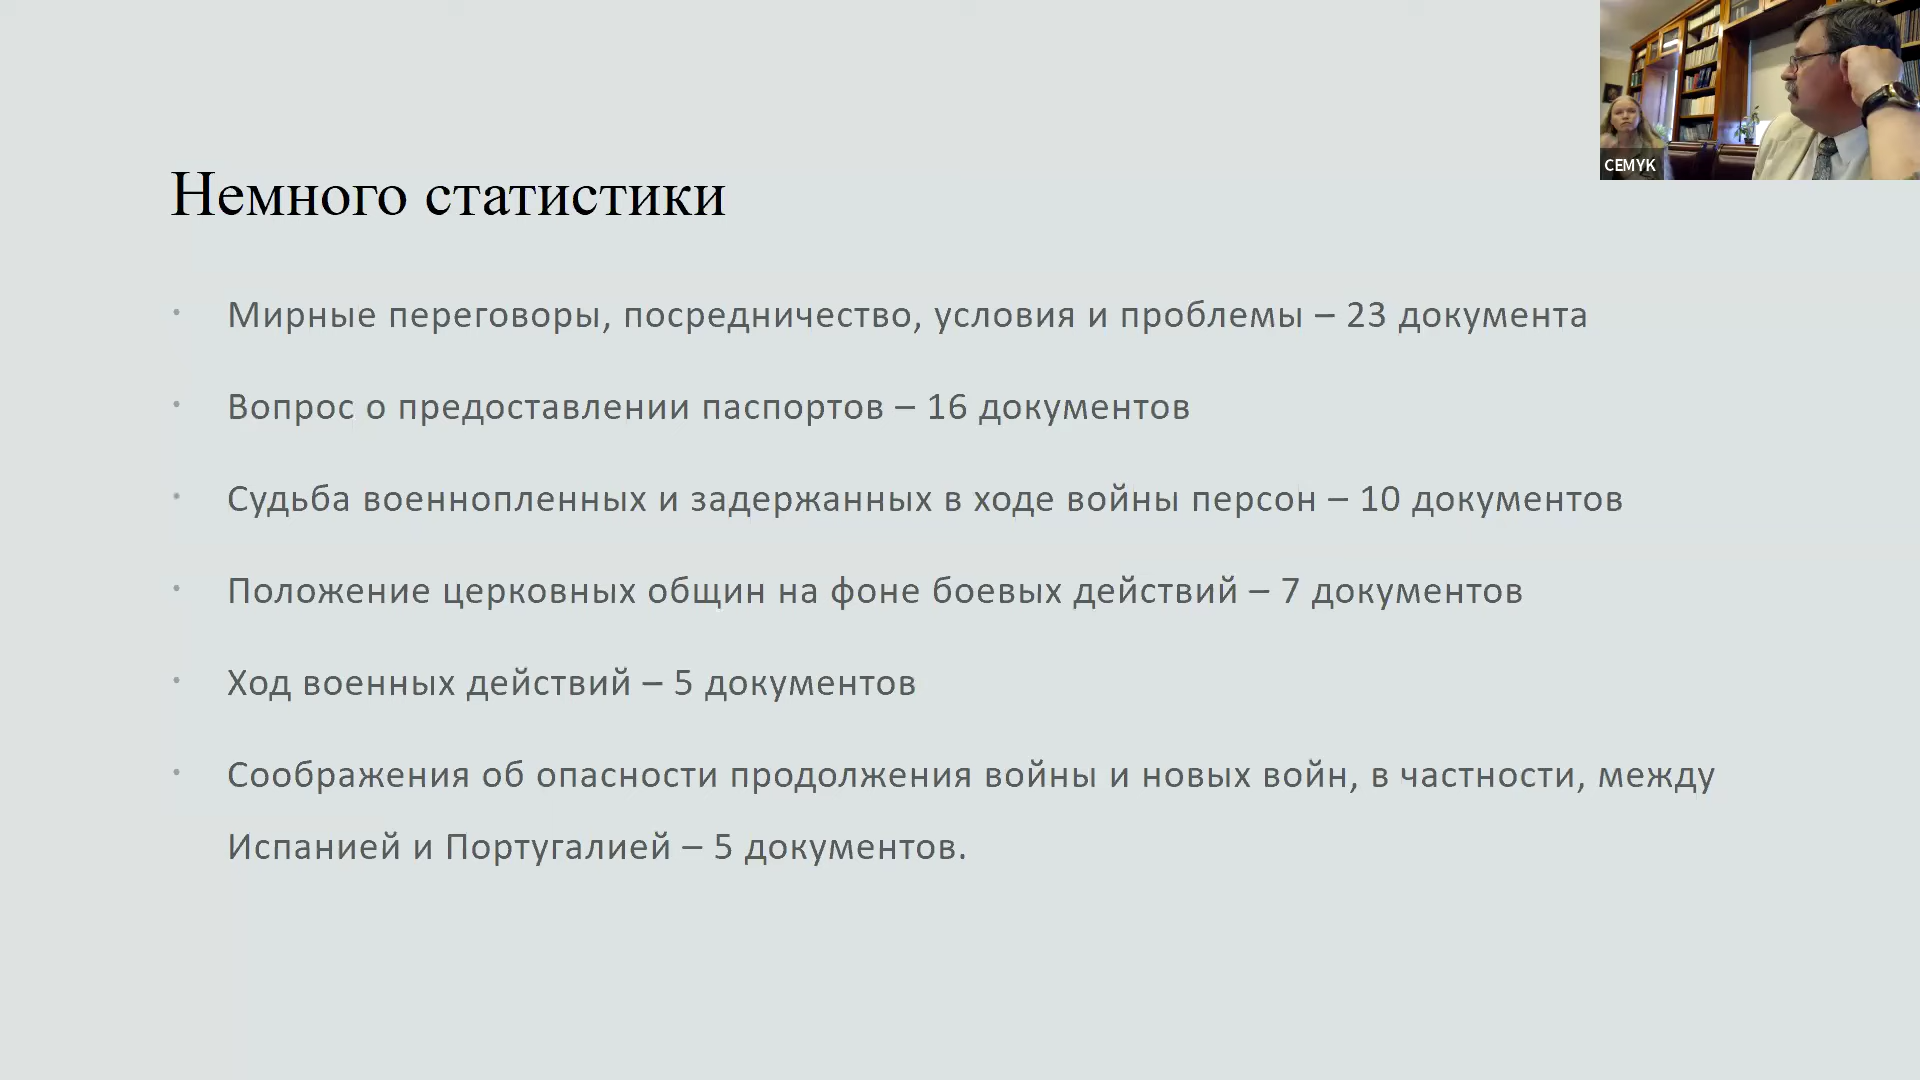 СЕМУК
Немного статистики
Мирные переговоры, посредничество, условия и проблемы – 23 документа
Вопрос о предоставлении паспортов – 16 документов
Судьба военнопленных и задержанных в ходе войны персон – 10 документов
Положение церковных общин на фоне боевых действий – 7 документов
Ход военных действий – 5 документов
Соображения об опасности продолжения войны и новых войн, в частности, между
Испанией и Португалией – 5 документов.